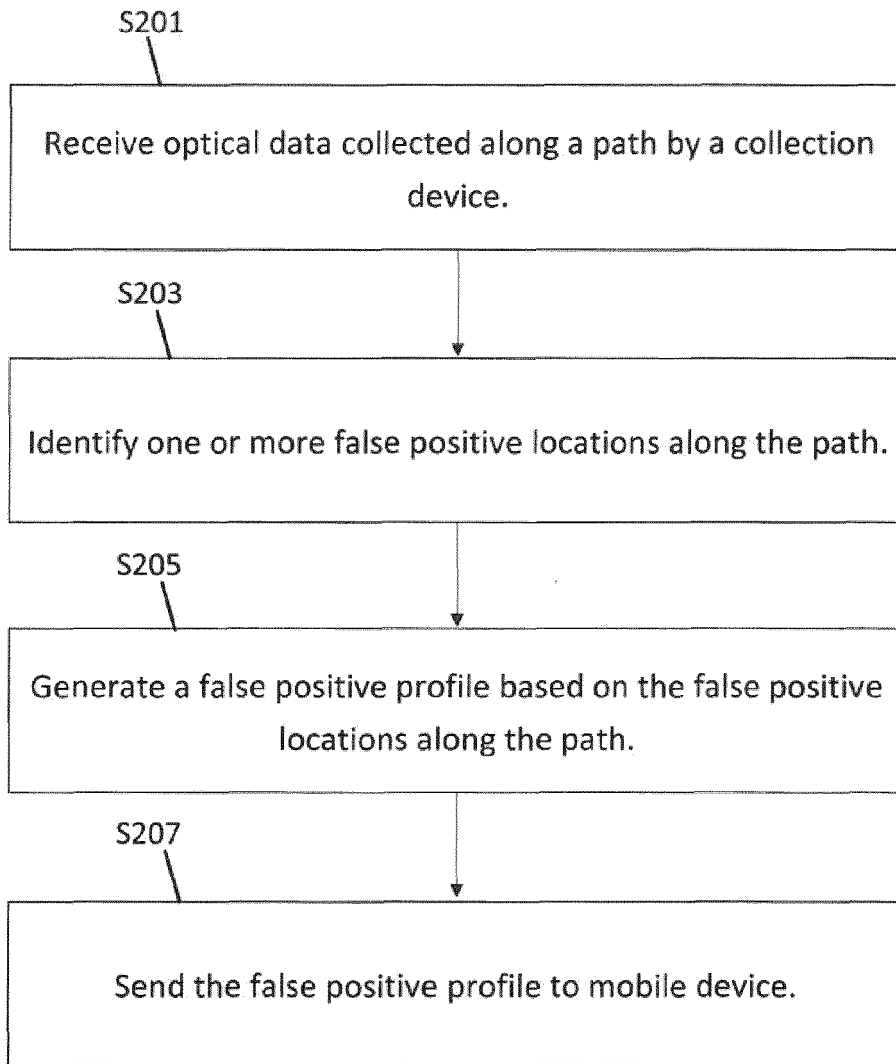 S201
Receive optical data collected along a path by a collection
device.
S203
Identify one or more false positive locations along the path.
S205
Generate a false positive profile based on the false positive
locations along the path.
S207
Send the false positive profile to mobile device.